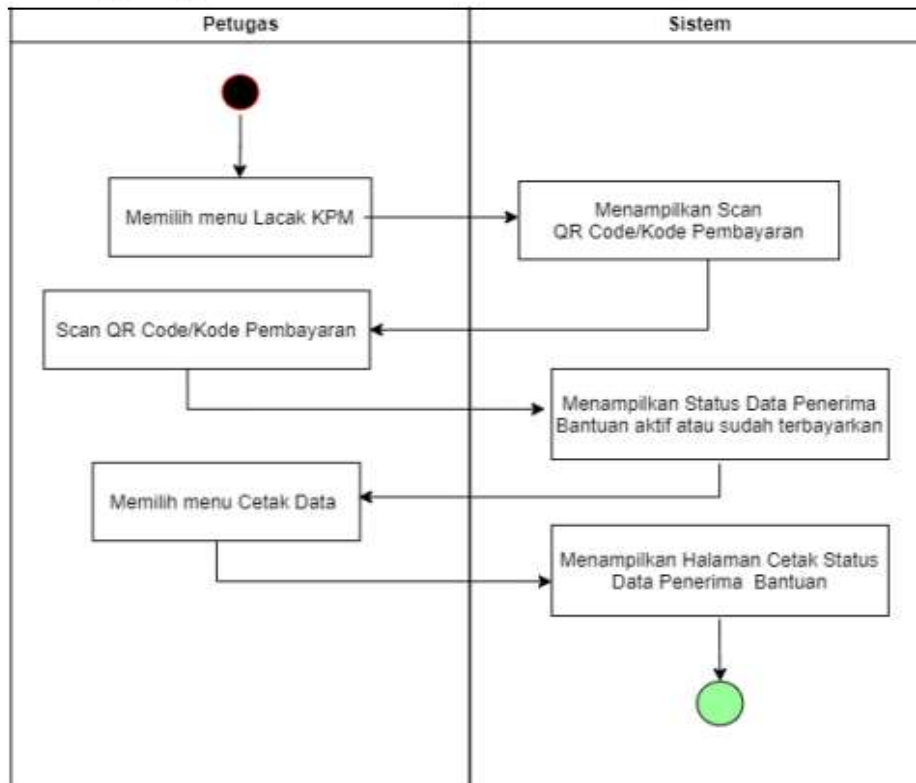 Petugas
Sistem
Memilih menu Lacak KPM
Menampilkan Scan
QR Code/Kode Pembayaran
Scan QR Code/Kode Pembayaran
Menampilkan Status Data Penerima
Bantuan aktif atau sudah terbayarkan
Memilih menu Cetak Data
Menampilkan Halaman Cetak Status
Data Penerima Bantuan